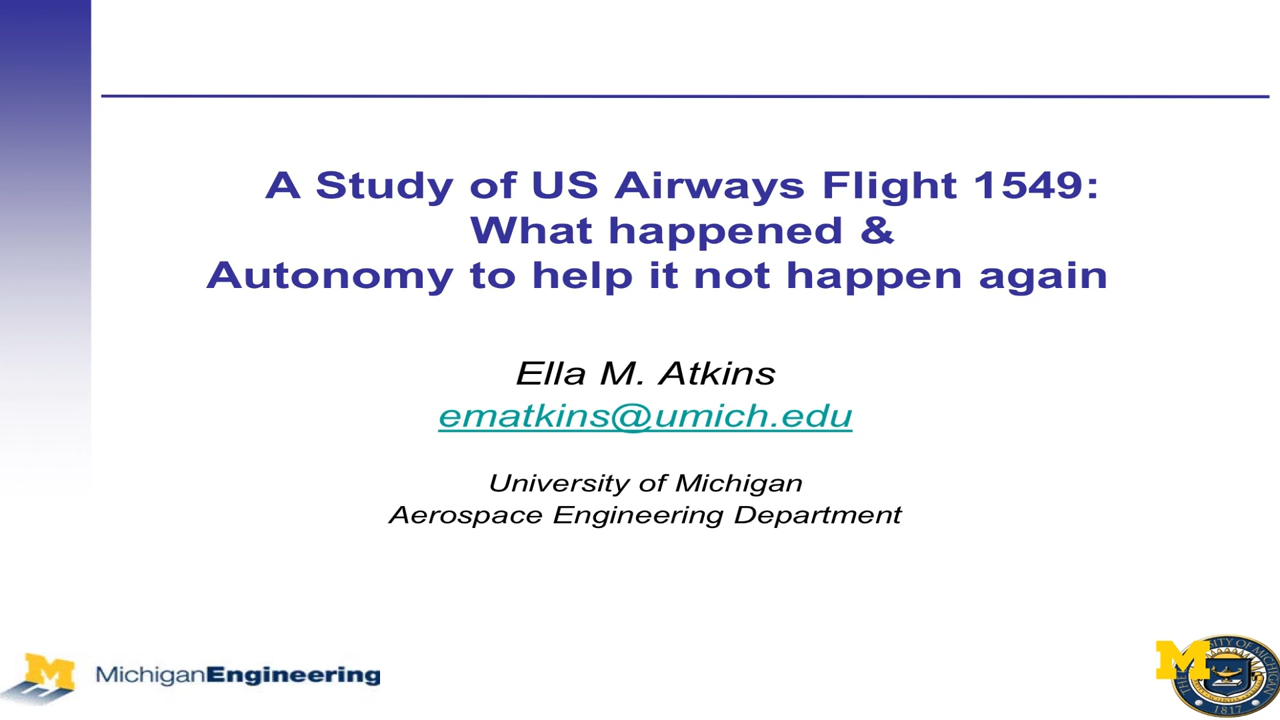 A Study of US Airways Flight 1549:
What happened &
Autonomy to help it not happen again
Ella M. Atkins
ematkins@umich.edu
University of Michigan
Aerospace Engineering Department
M MichiganEngineering
M
1817